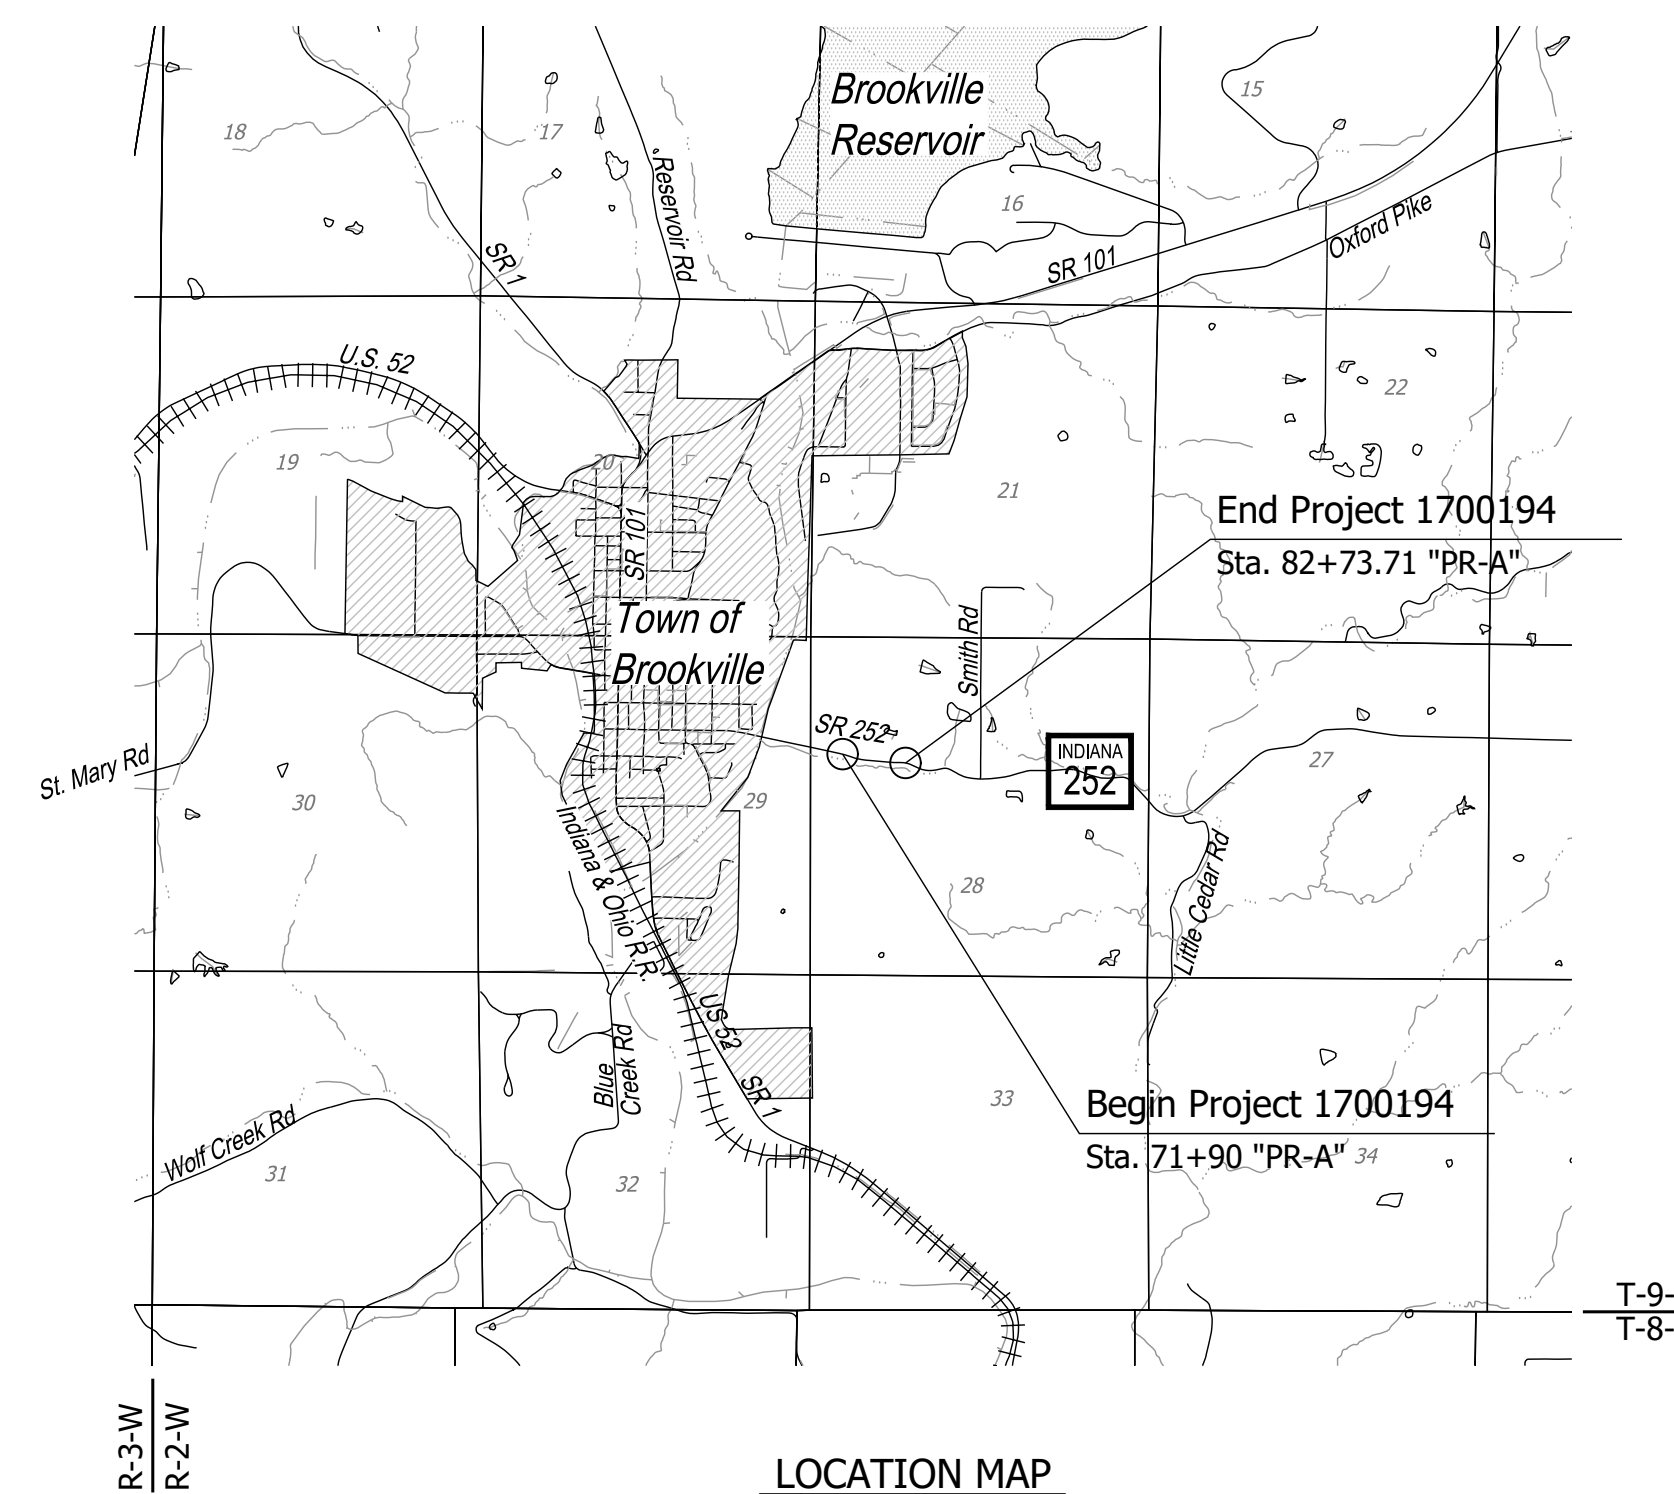 Brookville
Reservoir
15
18
17
16
Reservoir Rd
Oxford Pike
SR 1
SR 101
U.S. 52
22
19
20
21
End Project 1700194
SR 101
Sta. 82+73.71 "PR-A"
Town of
Brookville
Smith Rd
SR 252
INDIANA
252
St. Mary Rd
27
30
29
Indiana & Ohio R.R.
28
Little Cedar Rd
US 52
Blue
Creek Rd
SR 1
33
Begin Project 1700194
Sta. 71+90 "PR-A"
34
Wolf Creek Rd
31
32
T-9-
T-8-
R-3-W
R-2-W
LOCATION MAP